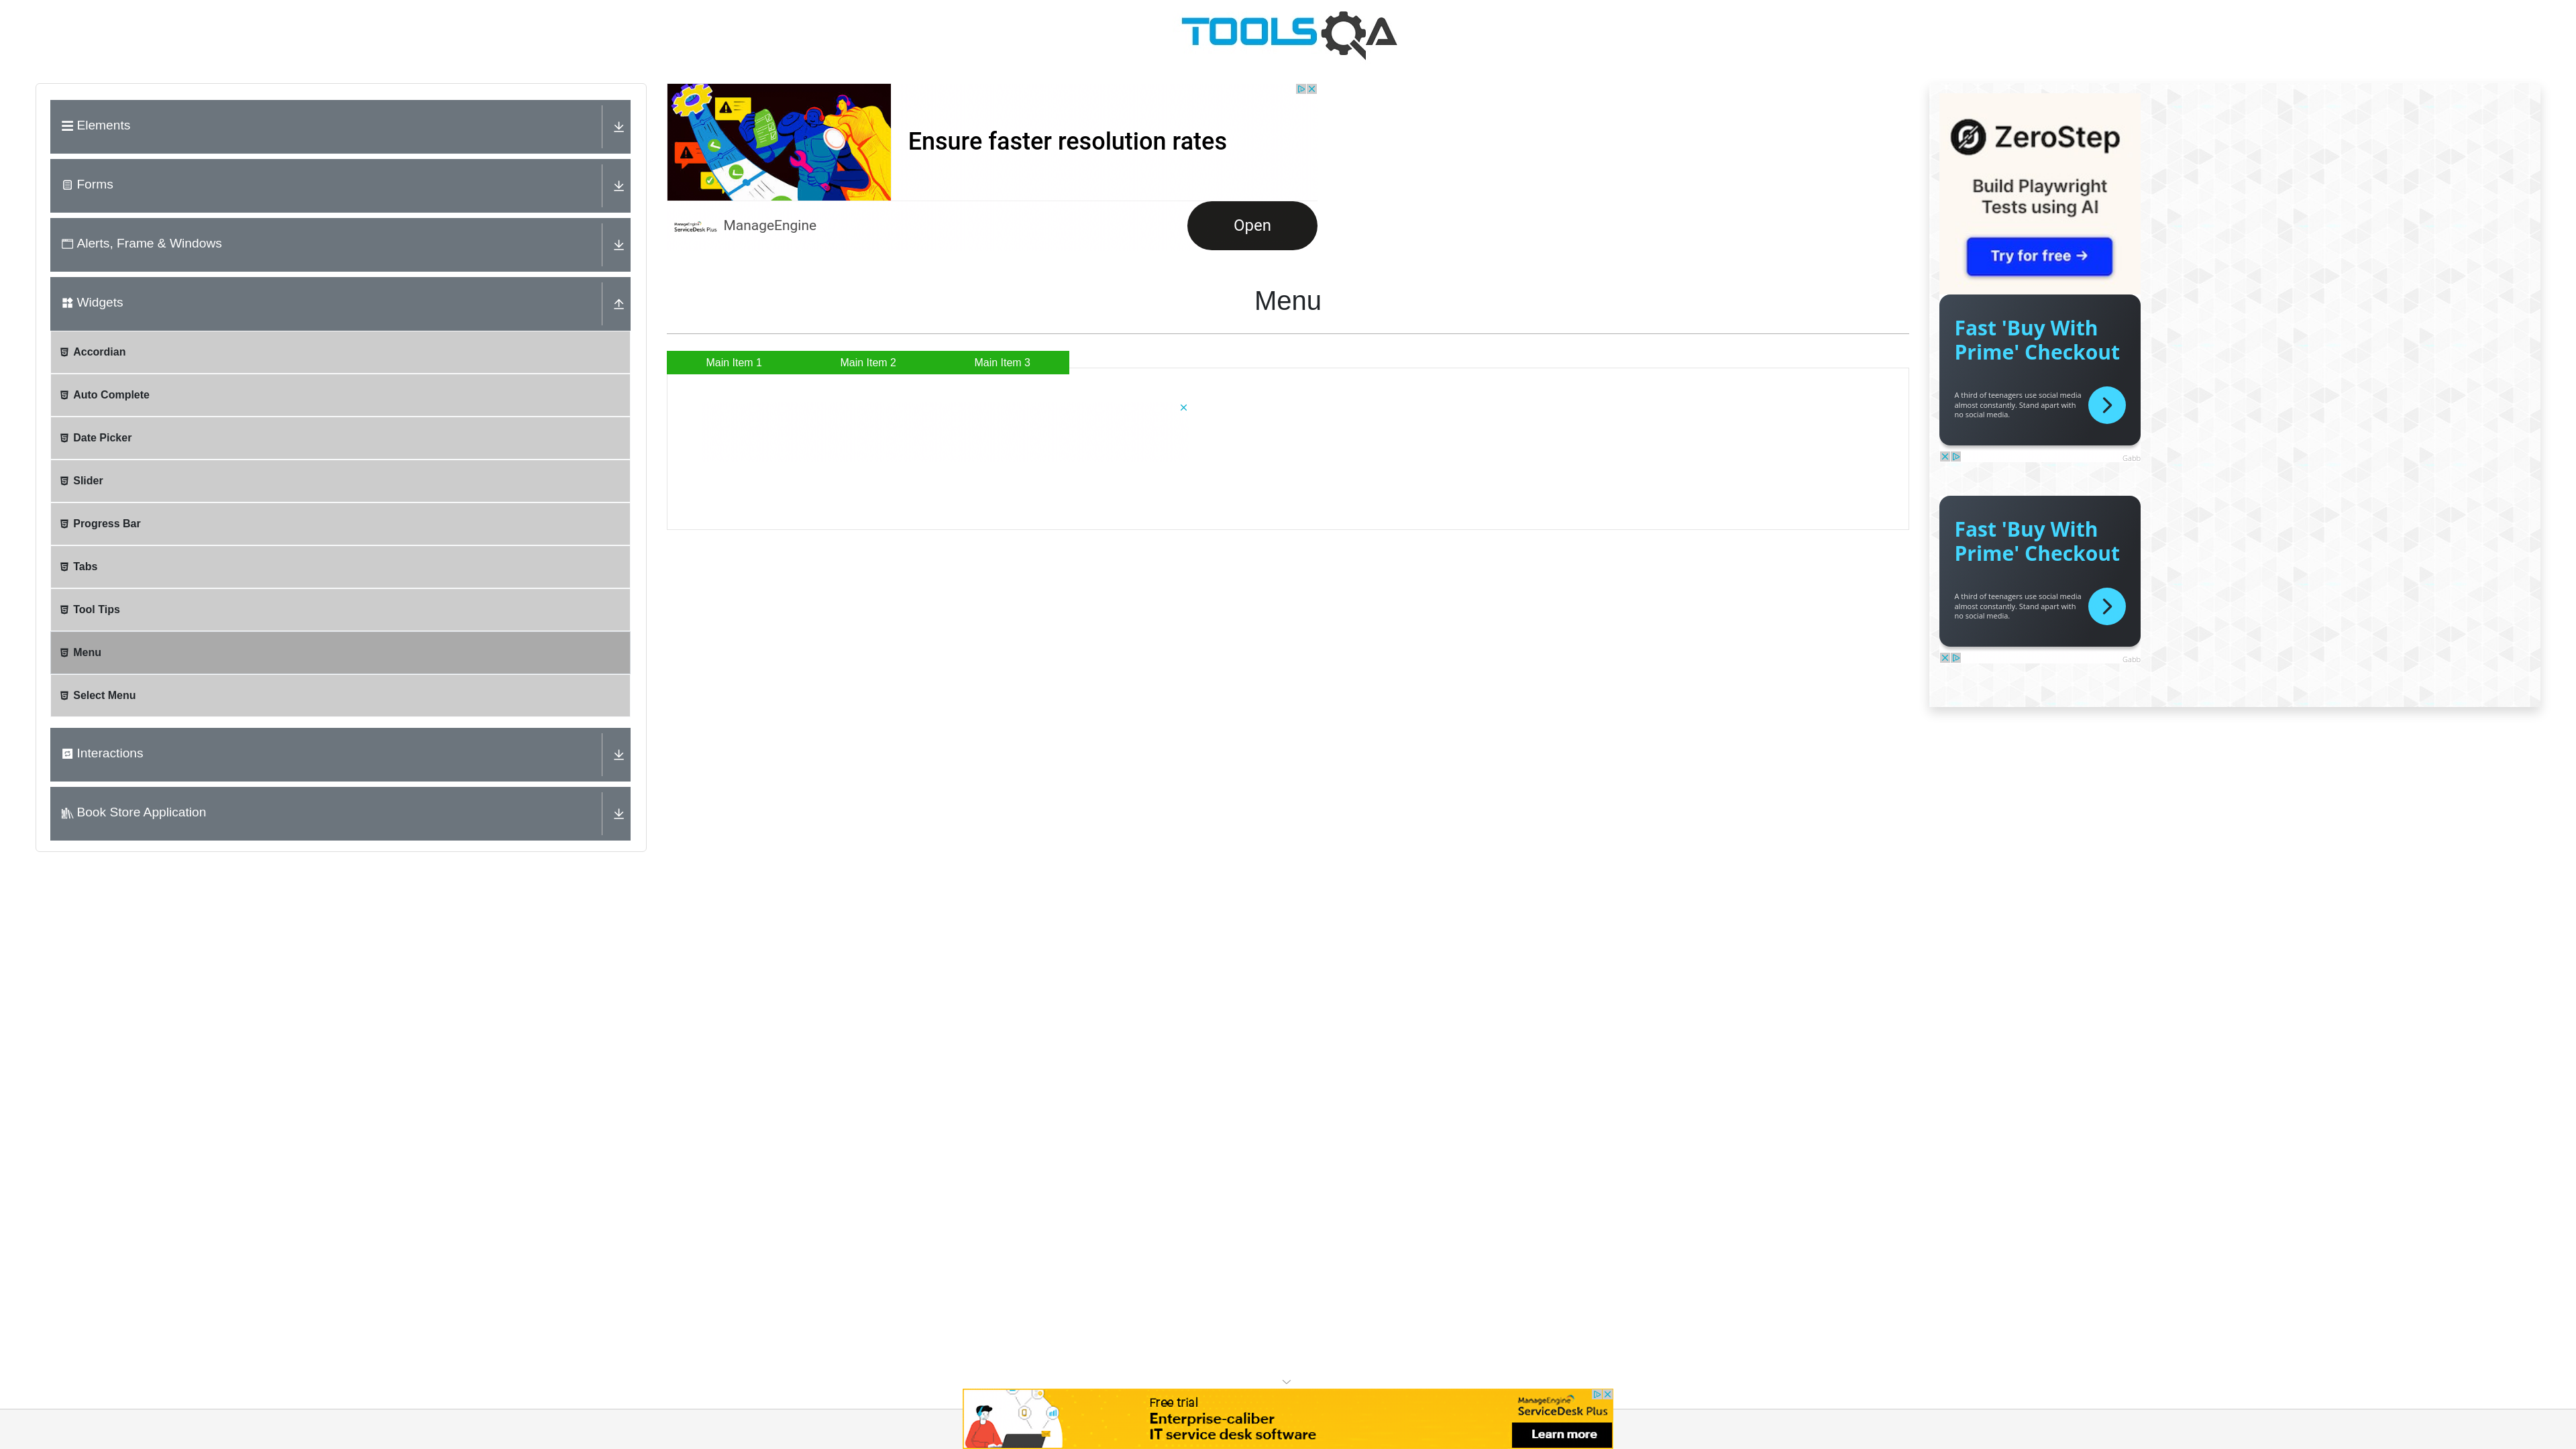 TOOLSQA
Elements
Forms
Alerts, Frame & Windows
Widgets
Accordian
Auto Complete
Date Picker
Slider
Progress Bar
Tabs
Tool Tips
Menu
Select Menu
Interactions
Book Store Application
Ensure faster resolution rates
ManageEngine
ServiceDesk Plus
ManageEngine
Open
Menu
Main Item 1
Main Item 2
Main Item 3
ZeroStep
Build Playwright
Tests using AI
Try for free →
Fast 'Buy With
Prime' Checkout
A third of teenagers use social media
almost constantly. Stand apart with
no social media.
Gabb
Fast 'Buy With
Prime' Checkout
A third of teenagers use social media
almost constantly. Stand apart with
no social media.
Gabb
Free trial
Enterprise-caliber
IT service desk software
ManageEngine
ServiceDesk Plus
Learn more